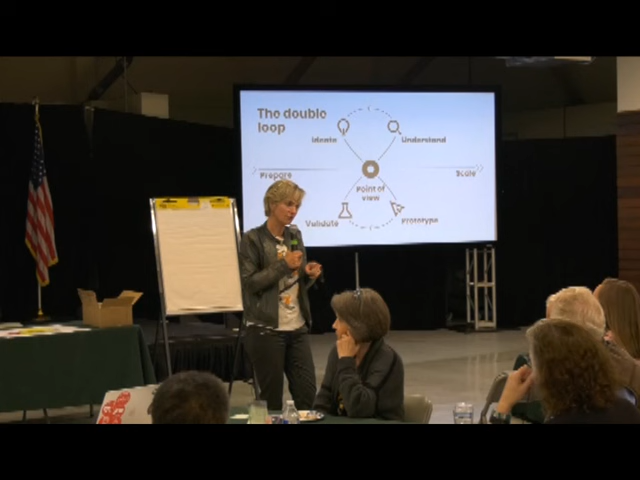 The double
loop
Ideate
Understand
Prepare
Scale
Point of
view
Validate
Prototype